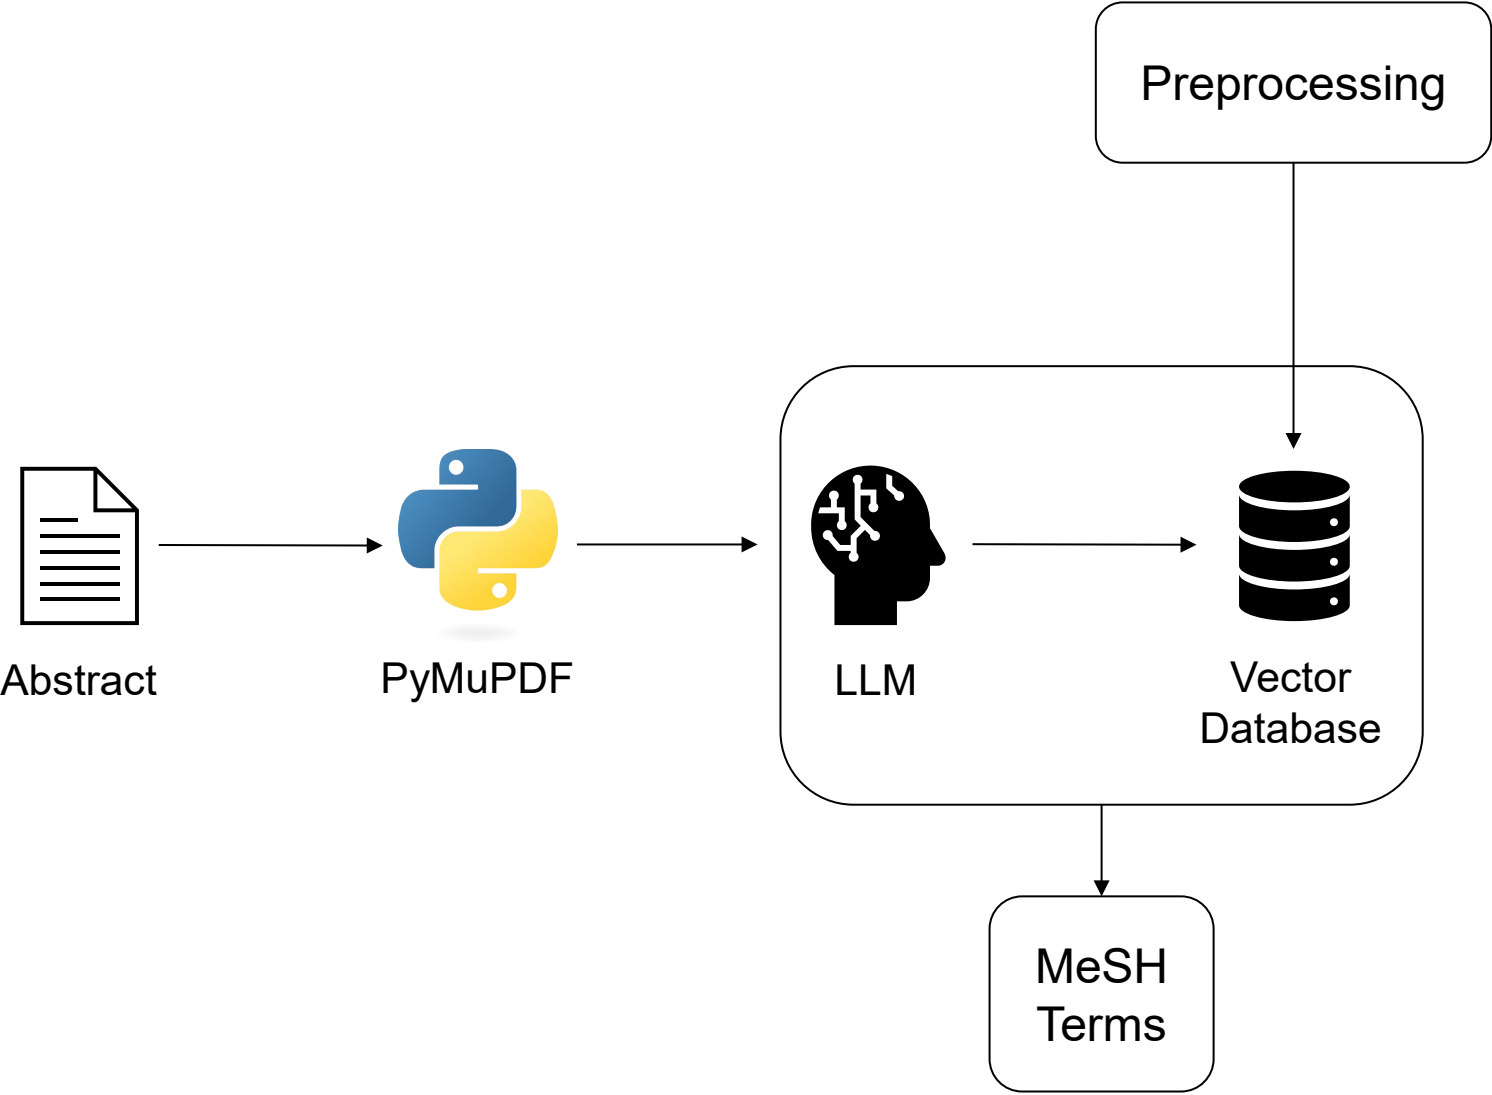 Preprocessing
Abstract
PyMuPDF
LLM
Vector
Database
MeSH
Terms